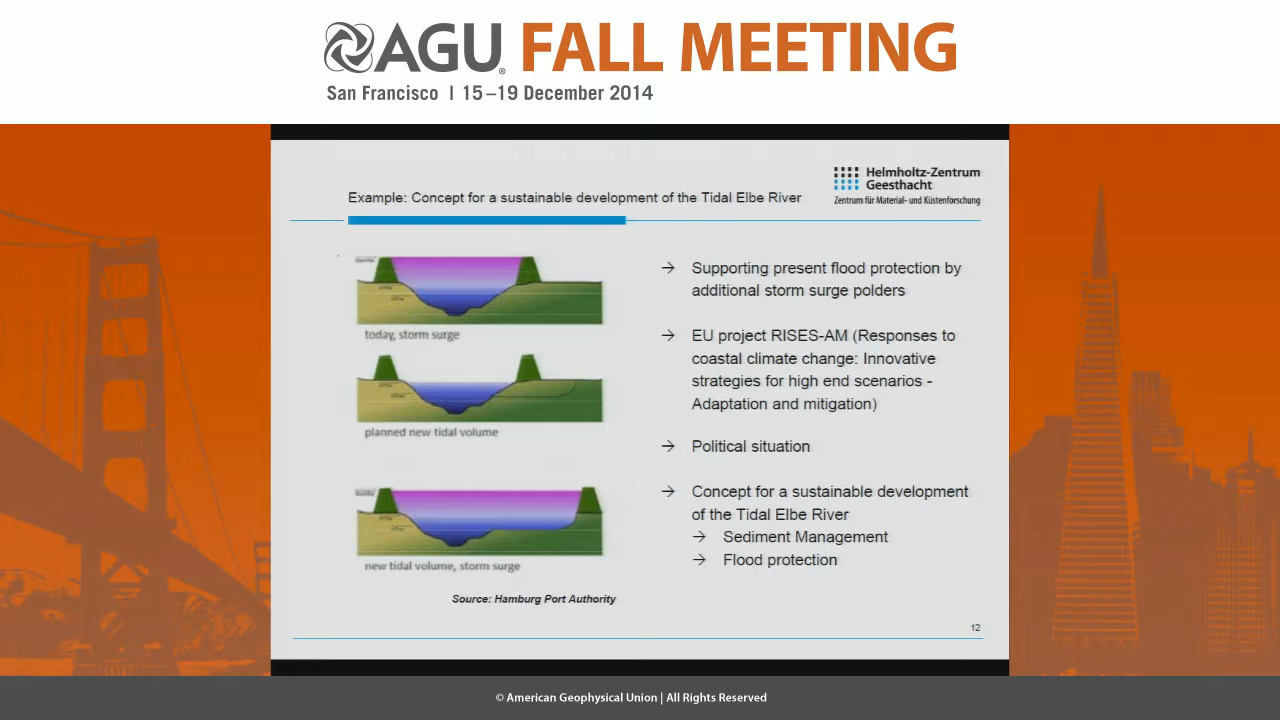 AGU FALL MEETING
San Francisco | 15–19 December 2014
Helmholtz-Zentrum
Geesthacht
Zentrum für Material- und Küstenforschung
Example: Concept for a sustainable development of the Tidal Elbe River
today, storm surge
planned new tidal volume
new tidal volume, storm surge
Source: Hamburg Port Authority
→ Supporting present flood protection by
additional storm surge polders
→ EU project RISES-AM (Responses to
coastal climate change: Innovative
strategies for high end scenarios -
Adaptation and mitigation)
→ Political situation
→ Concept for a sustainable development
of the Tidal Elbe River
→ Sediment Management
→ Flood protection
12
© American Geophysical Union | All Rights Reserved